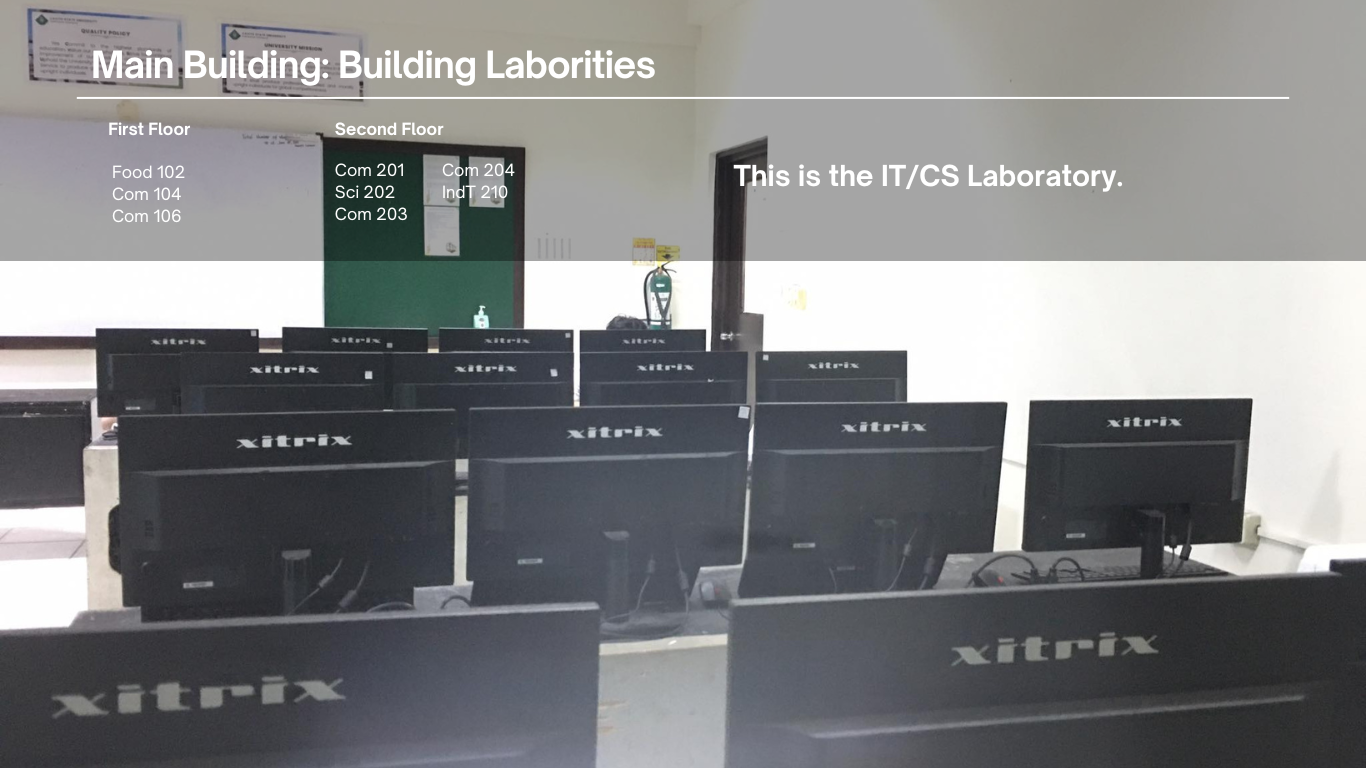 QUALITY POLICY
UNIVERSITY MISSION
Main Building: Building Laborities
First Floor
Food 102
Com 104
Com 106
Second Floor
Com 201
Sci 202
Com 203
Com 204
IndT 210
This is the IT/CS Laboratory.
xitrix
xitrix
xitrix
xitrix
xitrix
xitrix
xitrix
xitrix
xitrix
xitrix
xitrix
xitrix
xitrix
xitrix